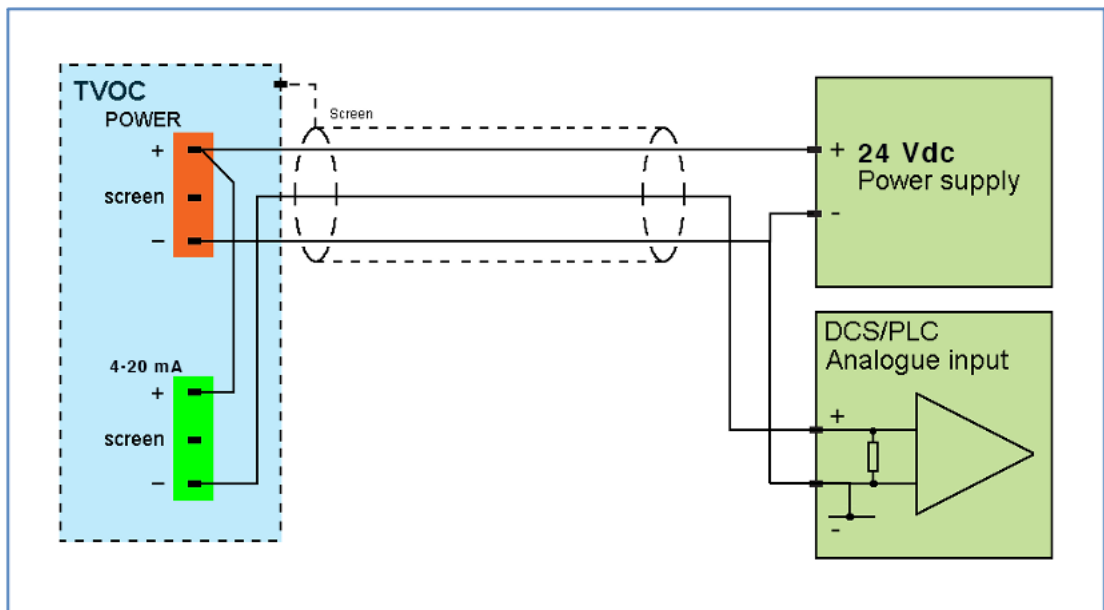 TVOC
POWER
+
screen
−
4-20 mA
+
screen
−
Screen
+ 24 Vdc
Power supply
-
DCS/PLC
Analogue input
+
-